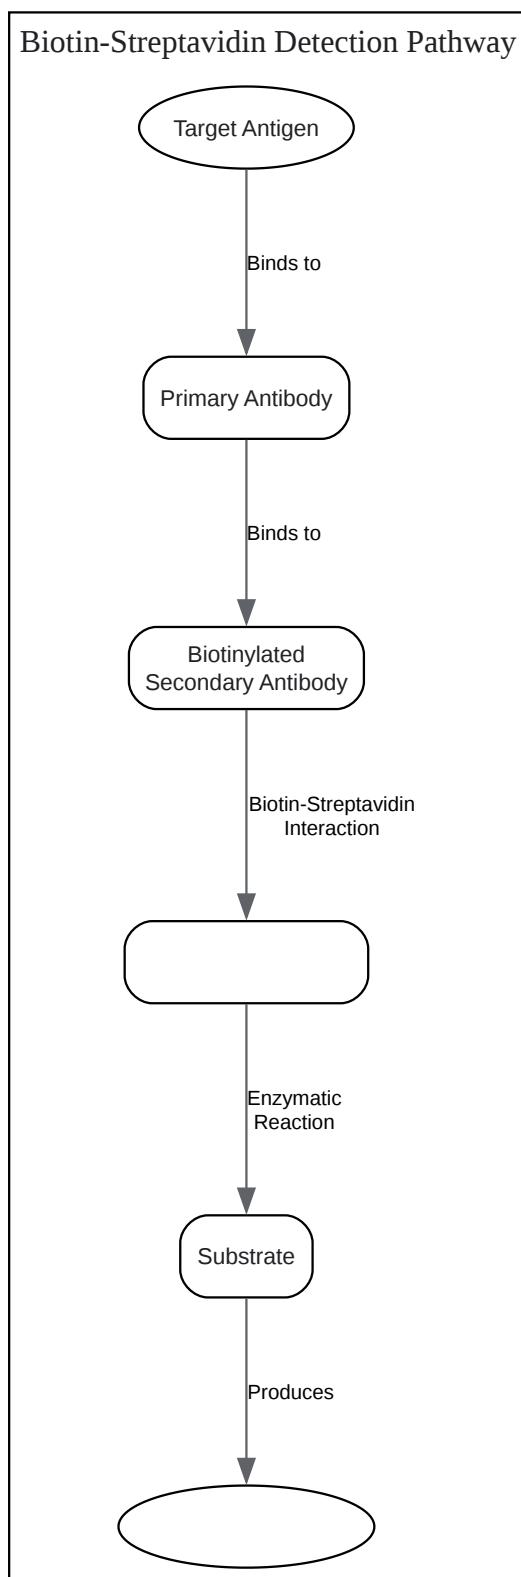 Biotin-Streptavidin Detection Pathway
Target Antigen
Binds to
Primary Antibody
Binds to
Biotinylated
Secondary Antibody
Biotin-Streptavidin
Interaction
Enzymatic
Reaction
Substrate
Produces